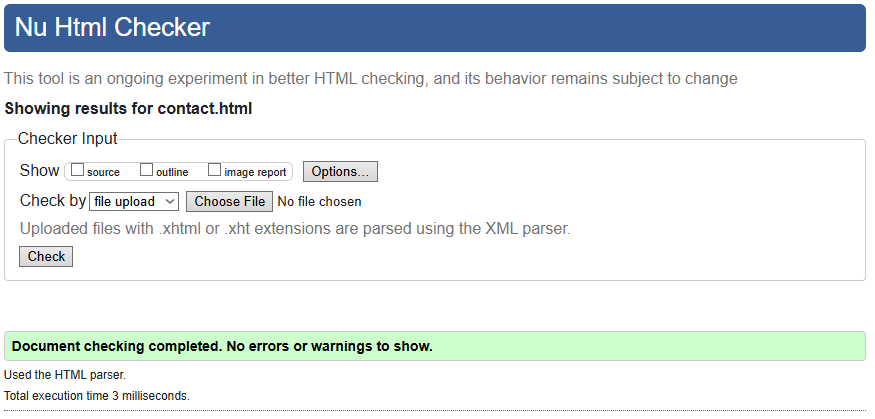 Nu Html Checker
This tool is an ongoing experiment in better HTML checking, and its behavior remains subject to change
Showing results for contact.html
Checker Input
Show source outline image report Options...
Check by file upload Choose File No file chosen
Uploaded files with .xhtml or .xht extensions are parsed using the XML parser.
Check
Document checking completed. No errors or warnings to show.
Used the HTML parser.
Total execution time 3 milliseconds.